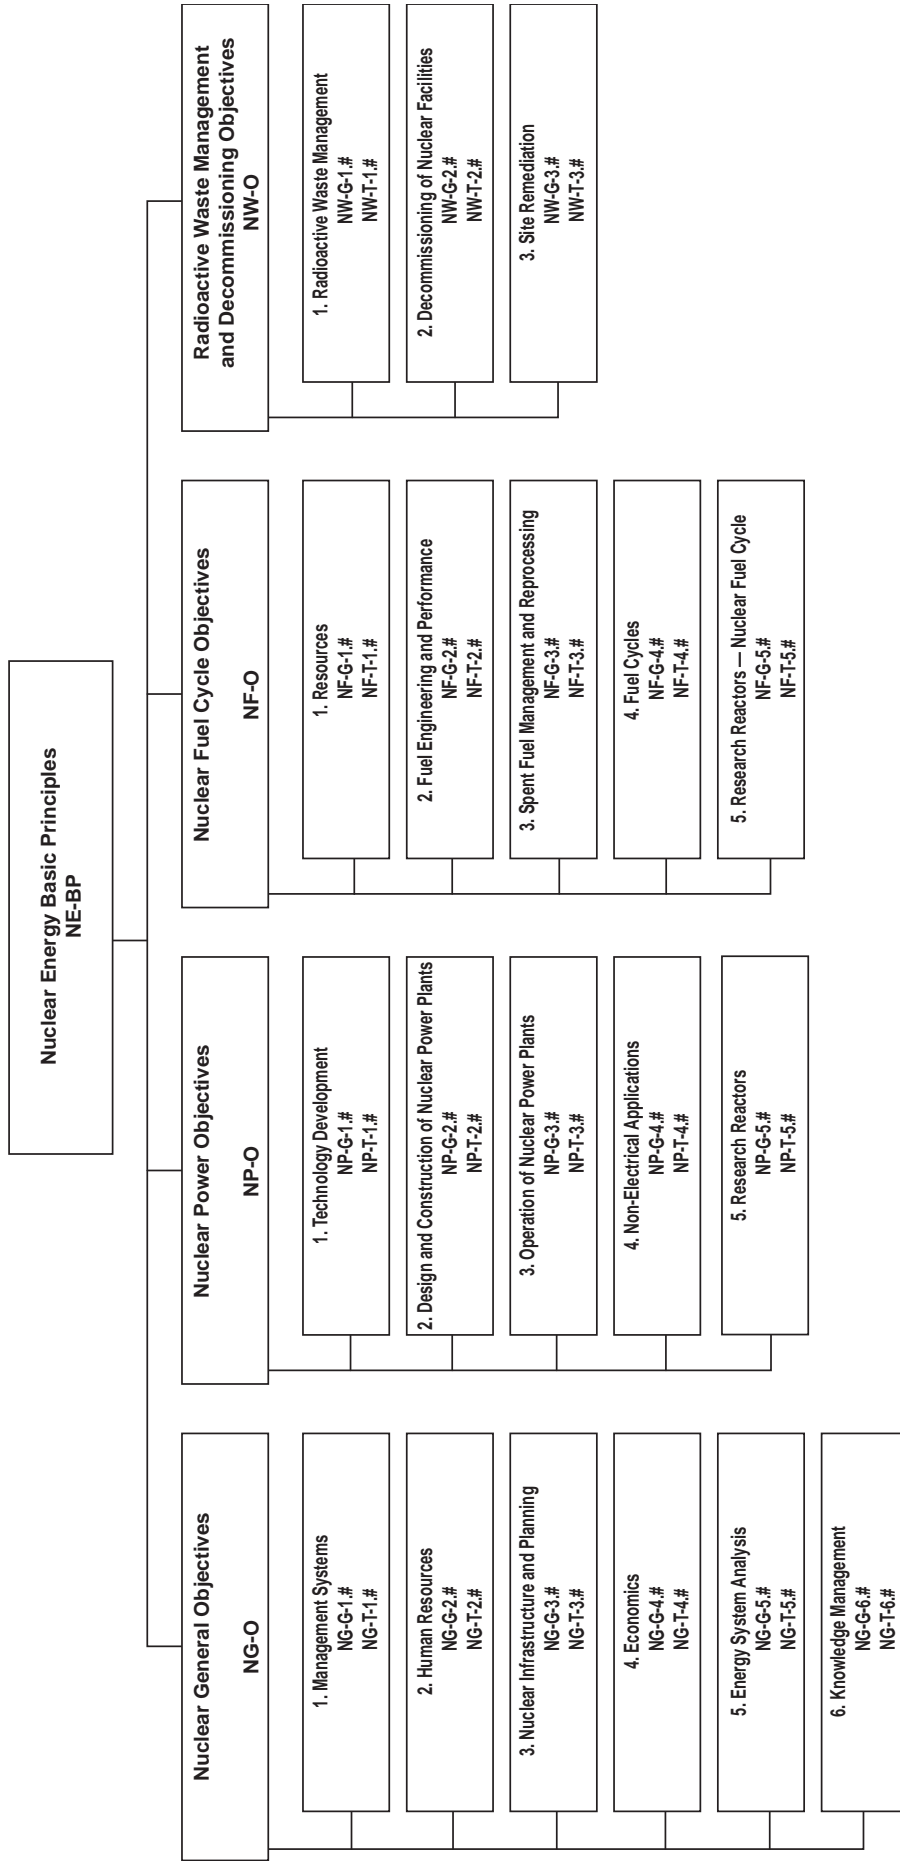 Nuclear Energy Basic Principles
NE-BP
Nuclear General Objectives
NG-O
1. Management Systems
NG-G-1.#
NG-T-1.#
2. Human Resources
NG-G-2.#
NG-T-2.#
3. Nuclear Infrastructure and Planning
NG-G-3.#
NG-T-3.#
4. Economics
NG-G-4.#
NG-T-4.#
5. Energy System Analysis
NG-G-5.#
NG-T-5.#
6. Knowledge Management
NG-G-6.#
NG-T-6.#
Nuclear Power Objectives
NP-O
1. Technology Development
NP-G-1.#
NP-T-1.#
2. Design and Construction of Nuclear Power Plants
NP-G-2.#
NP-T-2.#
3. Operation of Nuclear Power Plants
NP-G-3.#
NP-T-3.#
4. Non-Electrical Applications
NP-G-4.#
NP-T-4.#
5. Research Reactors
NP-G-5.#
NP-T-5.#
Nuclear Fuel Cycle Objectives
NF-O
1. Resources
NF-G-1.#
NF-T-1.#
2. Fuel Engineering and Performance
NF-G-2.#
NF-T-2.#
3. Spent Fuel Management and Reprocessing
NF-G-3.#
NF-T-3.#
4. Fuel Cycles
NF-G-4.#
NF-T-4.#
5. Research Reactors — Nuclear Fuel Cycle
NF-G-5.#
NF-T-5.#
Radioactive Waste Management
and Decommissioning Objectives
NW-O
1. Radioactive Waste Management
NW-G-1.#
NW-T-1.#
2. Decommissioning of Nuclear Facilities
NW-G-2.#
NW-T-2.#
3. Site Remediation
NW-G-3.#
NW-T-3.#